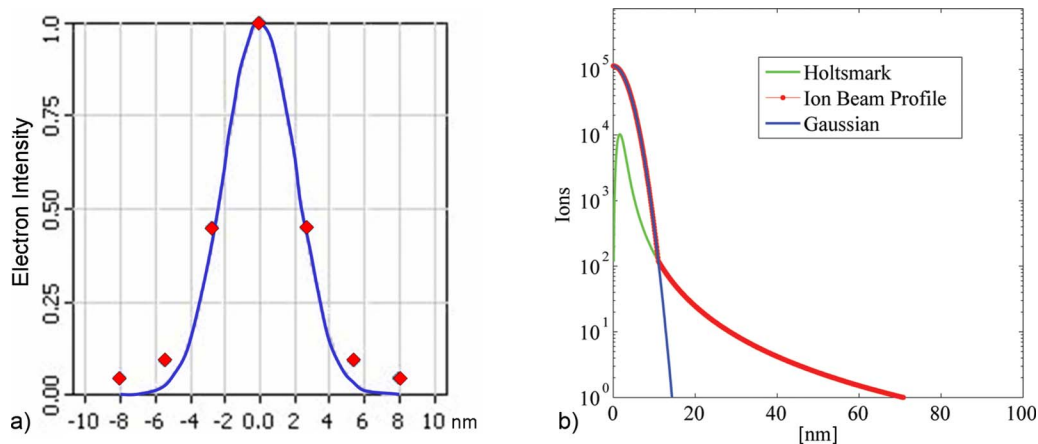 a)
Electron Intensity
1.0
0.75
0.50
0.25
0.00
-10 -8 -6 -4 -2 0.0 2 4 6 8 10 nm
b)
Ions
10^5
10^4
10^3
10^2
10^1
10^0
0 20 40 60 80 100
[nm]
Holtsmark
Ion Beam Profile
Gaussian